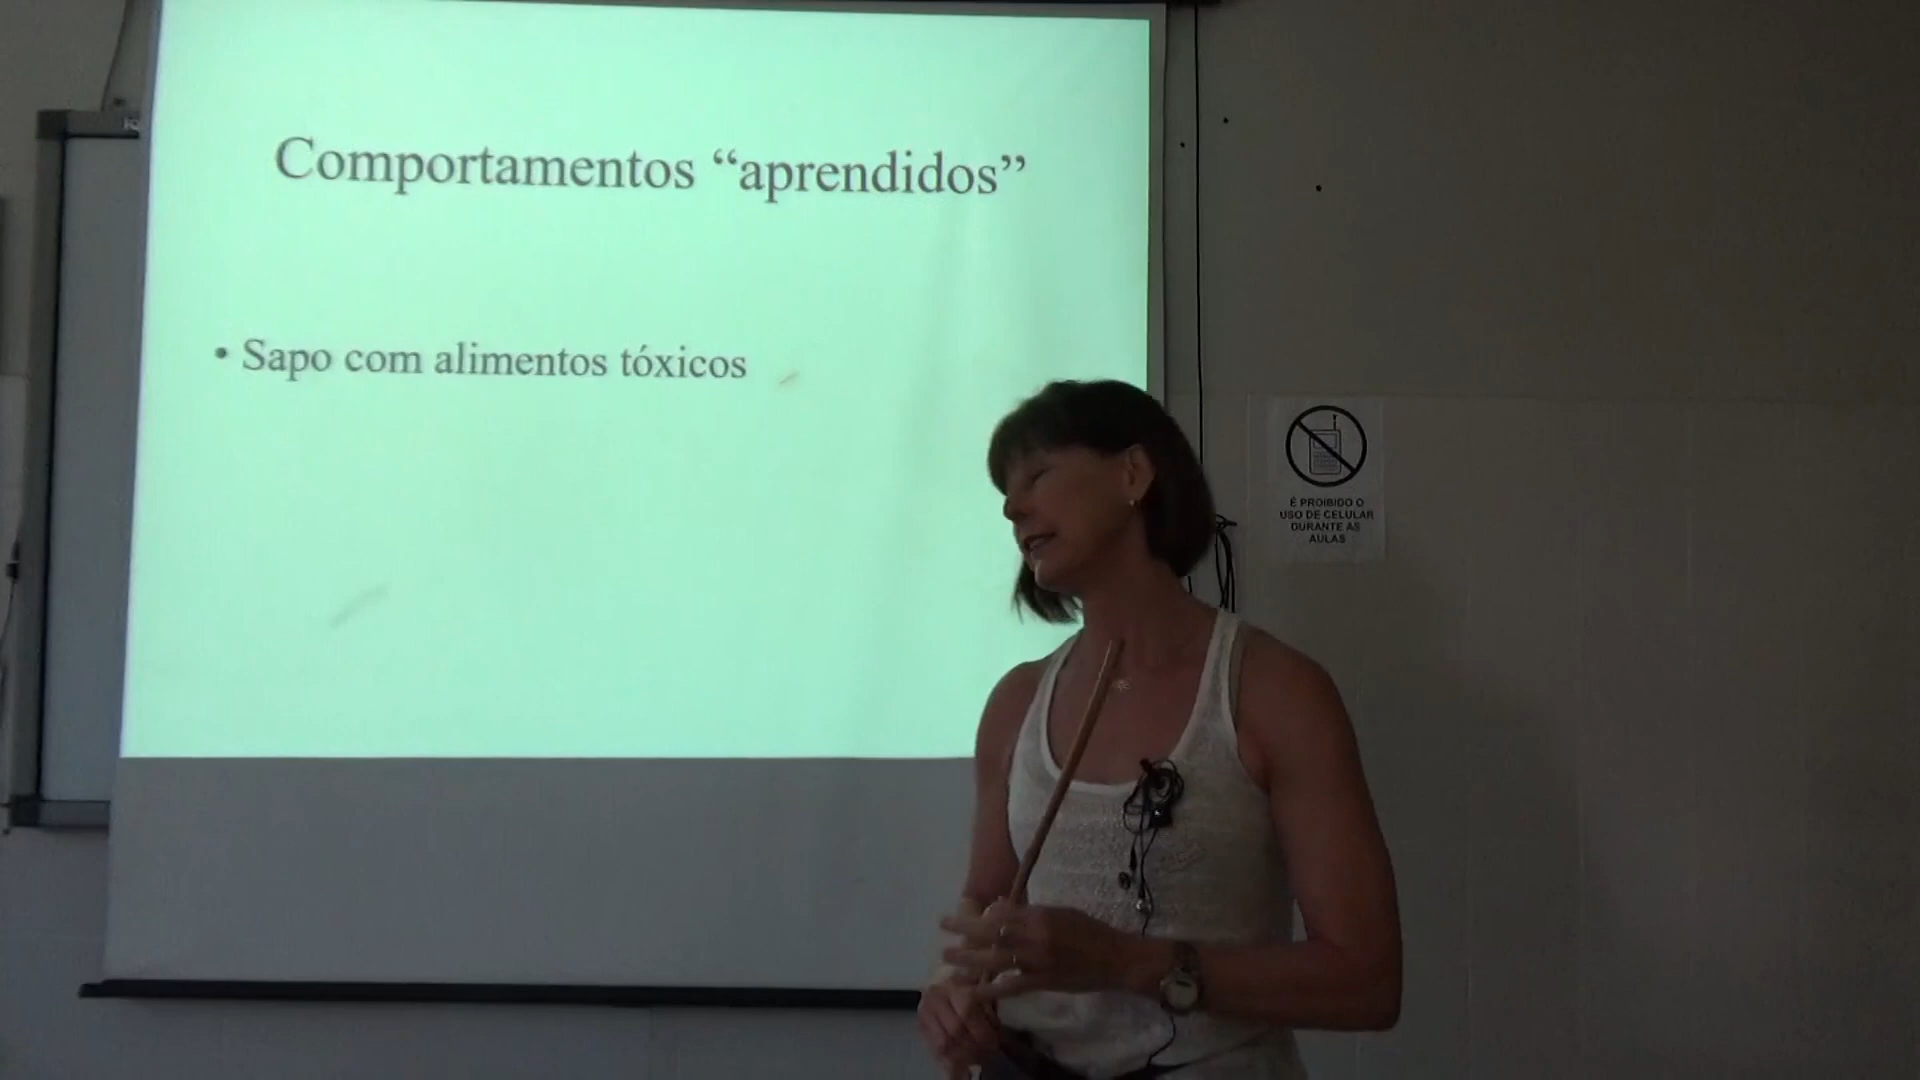 Comportamentos “aprendidos”
• Sapo com alimentos tóxicos
É PROIBIDO O
USO DE CELULAR
DURANTE AS
AULAS